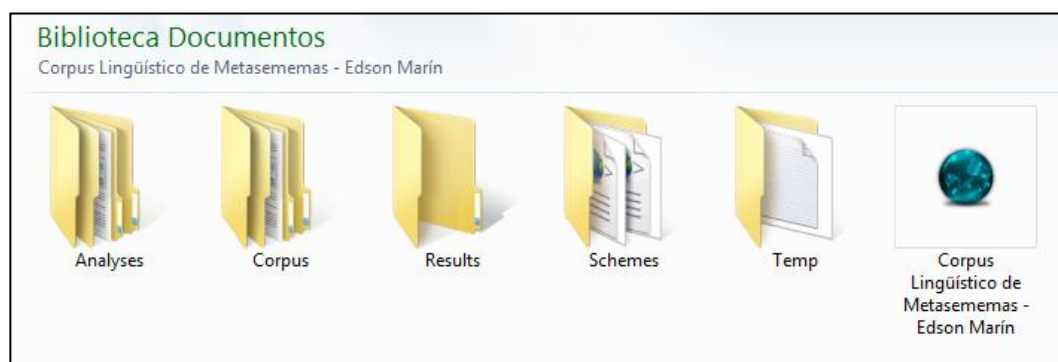 Biblioteca Documentos
Corpus Lingüístico de Metasememas - Edson Marín
Analyses
Corpus
Results
Schemes
Temp
Corpus
Lingüístico de
Metasememas -
Edson Marín